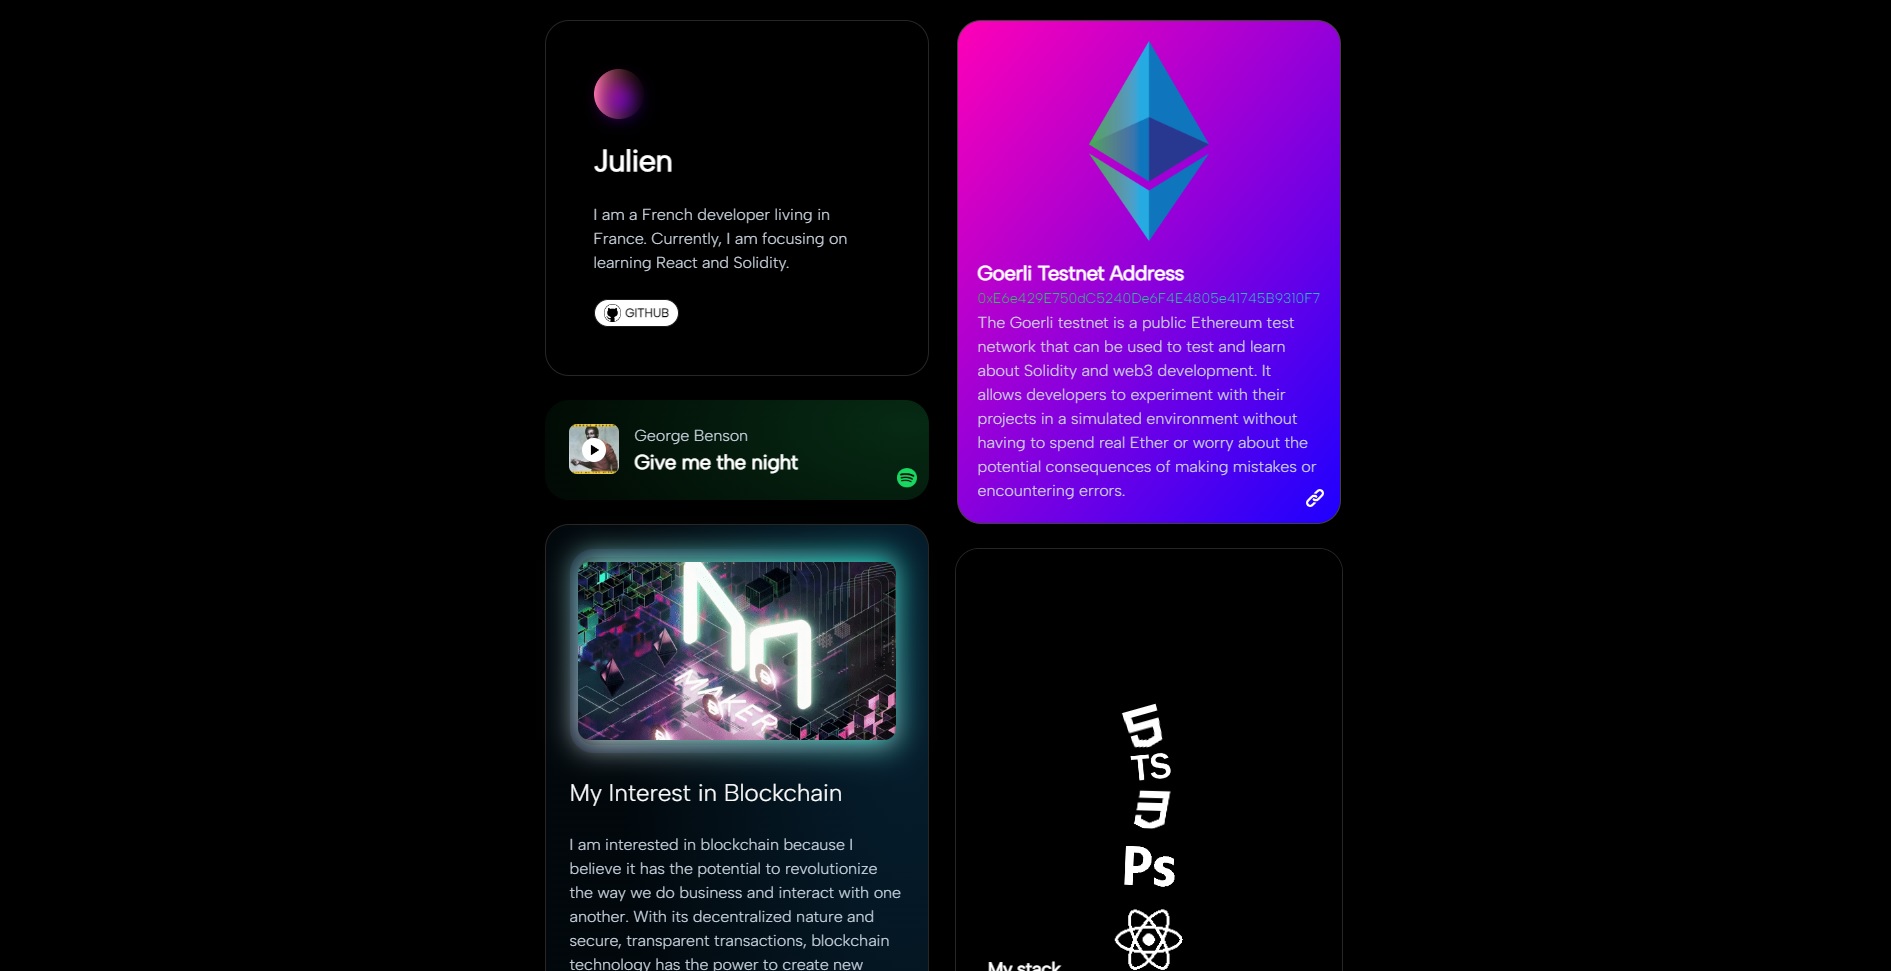 Julien
I am a French developer living in
France. Currently, I am focusing on
learning React and Solidity.
GITHUB
George Benson
Give me the night
MAKER
My Interest in Blockchain
I am interested in blockchain because I
believe it has the potential to revolutionize
the way we do business and interact with one
another. With its decentralized nature and
secure, transparent transactions, blockchain
technology has the power to create new
Goerli Testnet Address
0xE6e429E750dC5240De6F4E4805e41745B9310F7
The Goerli testnet is a public Ethereum test
network that can be used to test and learn
about Solidity and web3 development. It
allows developers to experiment with their
projects in a simulated environment without
having to spend real Ether or worry about the
potential consequences of making mistakes or
encountering errors.
5
TS
3
Ps
My stack